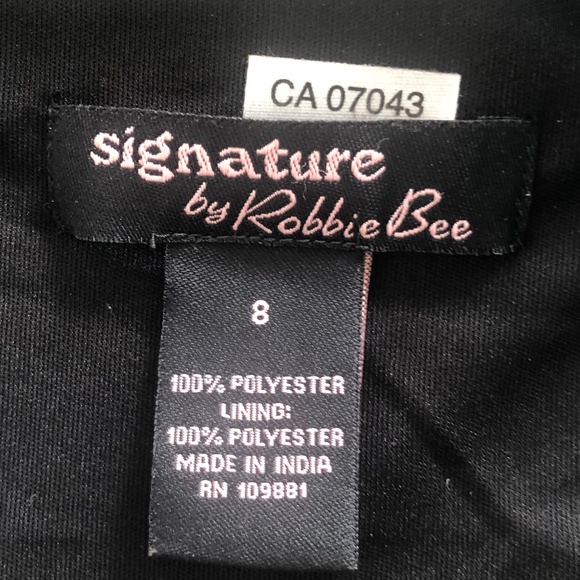 CA 07043
signature
by Robbie Bee
8
100% POLYESTER
LINING:
100% POLYESTER
MADE IN INDIA
RN 109881